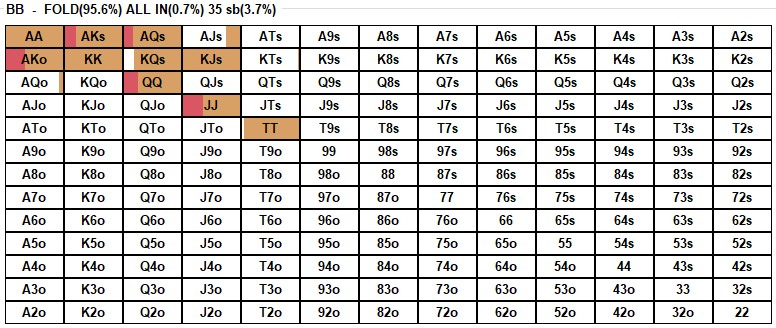 BB - FOLD(95.6%) ALL IN(0.7%) 35 sb(3.7%)
AA AKs AQs AJs ATs A9s A8s A7s A6s A5s A4s A3s A2s
AKo KK KQs KJs KTs K9s K8s K7s K6s K5s K4s K3s K2s
AQo KQo QQ QJs QTs Q9s Q8s Q7s Q6s Q5s Q4s Q3s Q2s
AJo KJo QJo JJ JTs J9s J8s J7s J6s J5s J4s J3s J2s
ATo KTo QTo JTo TT T9s T8s T7s T6s T5s T4s T3s T2s
A9o K9o Q9o J9o T9o 99 98s 97s 96s 95s 94s 93s 92s
A8o K8o Q8o J8o T8o 98o 88 87s 86s 85s 84s 83s 82s
A7o K7o Q7o J7o T7o 97o 87o 77 76s 75s 74s 73s 72s
A6o K6o Q6o J6o T6o 96o 86o 76o 66 65s 64s 63s 62s
A5o K5o Q5o J5o T5o 95o 85o 75o 65o 55 54s 53s 52s
A4o K4o Q4o J4o T4o 94o 84o 74o 64o 54o 44 43s 42s
A3o K3o Q3o J3o T3o 93o 83o 73o 63o 53o 43o 33 32s
A2o K2o Q2o J2o T2o 92o 82o 72o 62o 52o 42o 32o 22